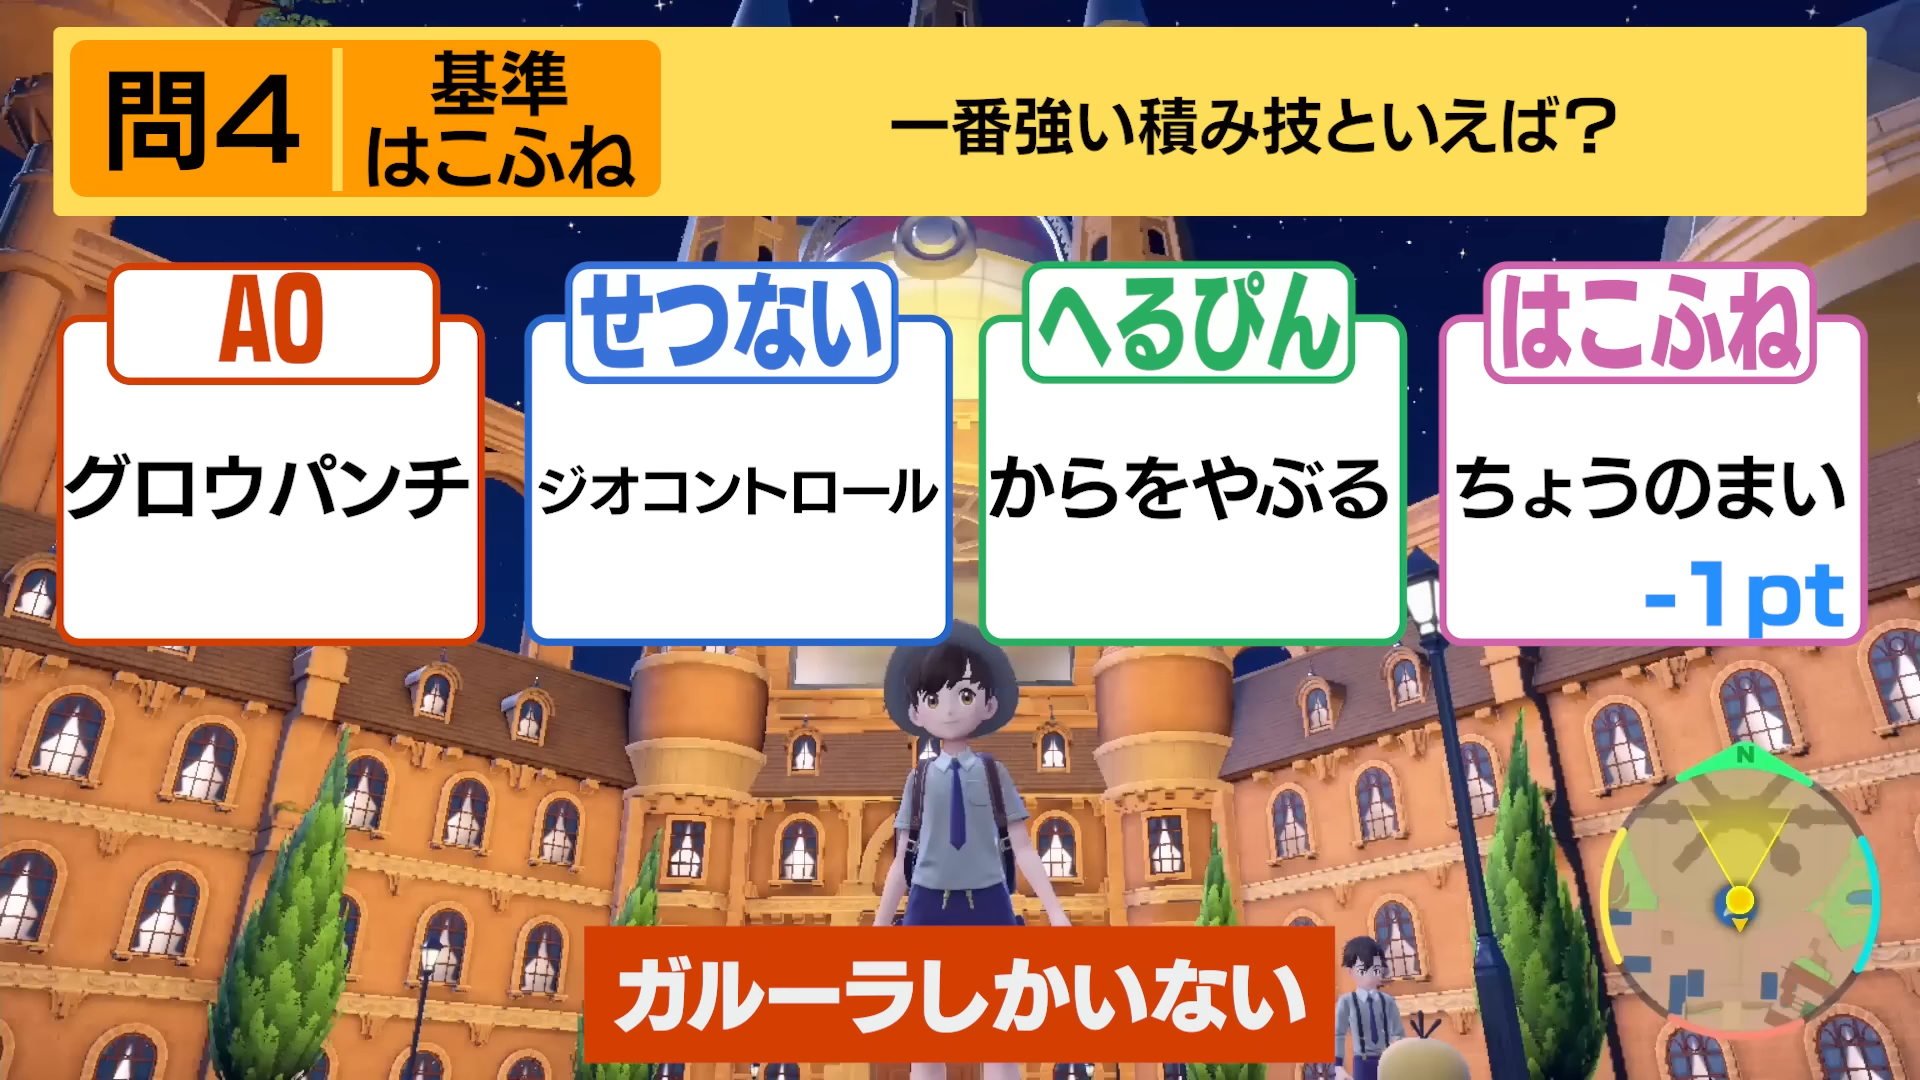 問4
基準
はこふね
一番強い積み技といえば？
AO
せつない
へるぴん
はこふね
グロウパンチ
ジオコントロール
からをやぶる
ちょうのまい
-1pt
N
ガルーラしかいない